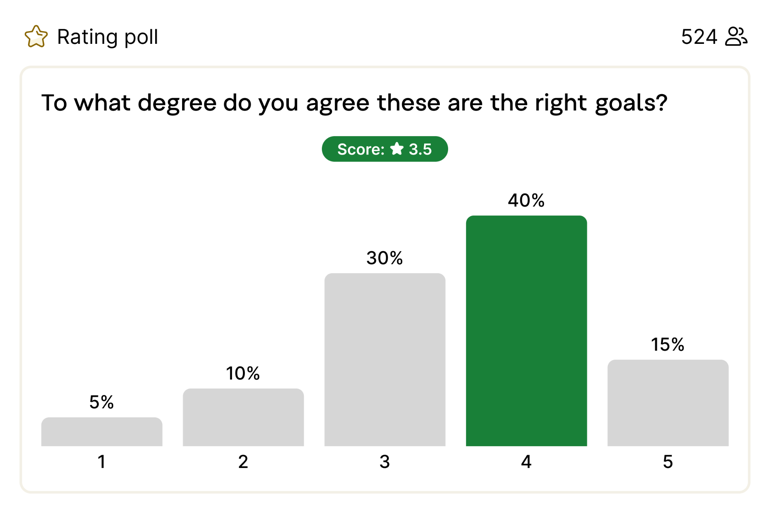 Rating poll
524
To what degree do you agree these are the right goals?
Score: ★ 3.5
40%
30%
15%
10%
5%
1 2 3 4 5